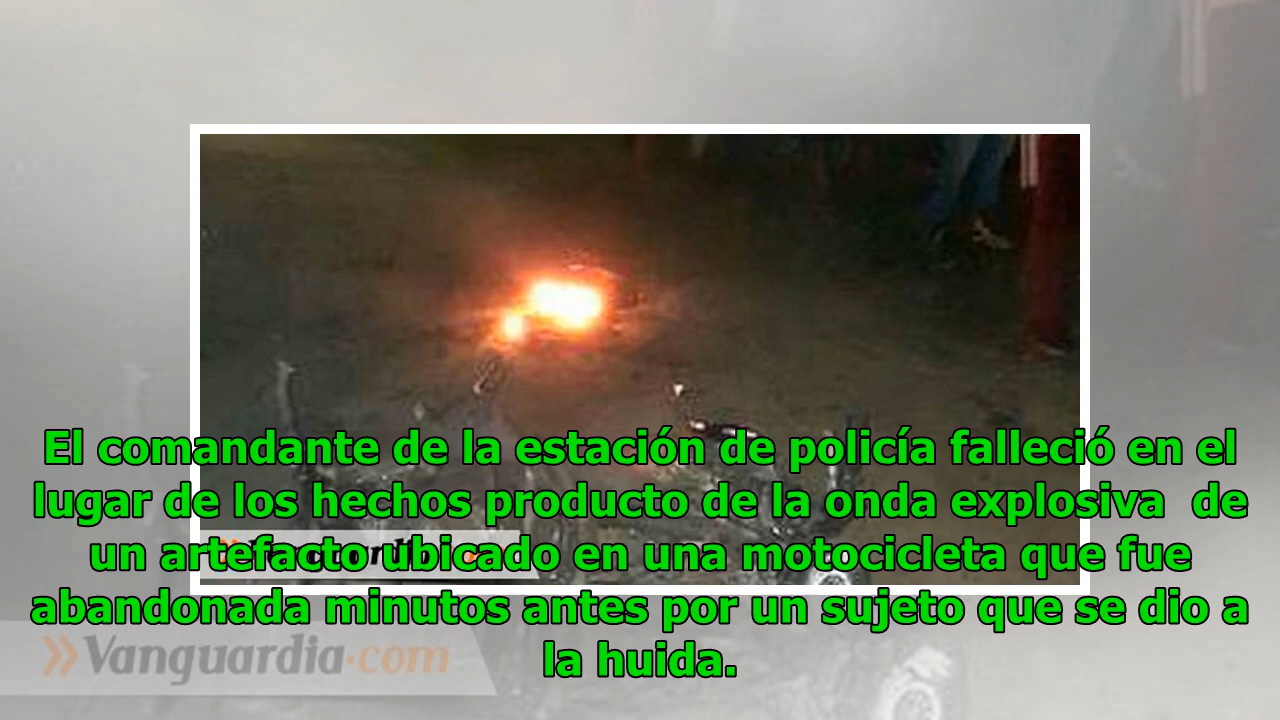 El comandante de la estación de policía falleció en el
lugar de los hechos producto de la onda explosiva de
un artefacto ubicado en una motocicleta que fue
abandonada minutos antes por un sujeto que se dio a
la huida.
Vanguardia.com